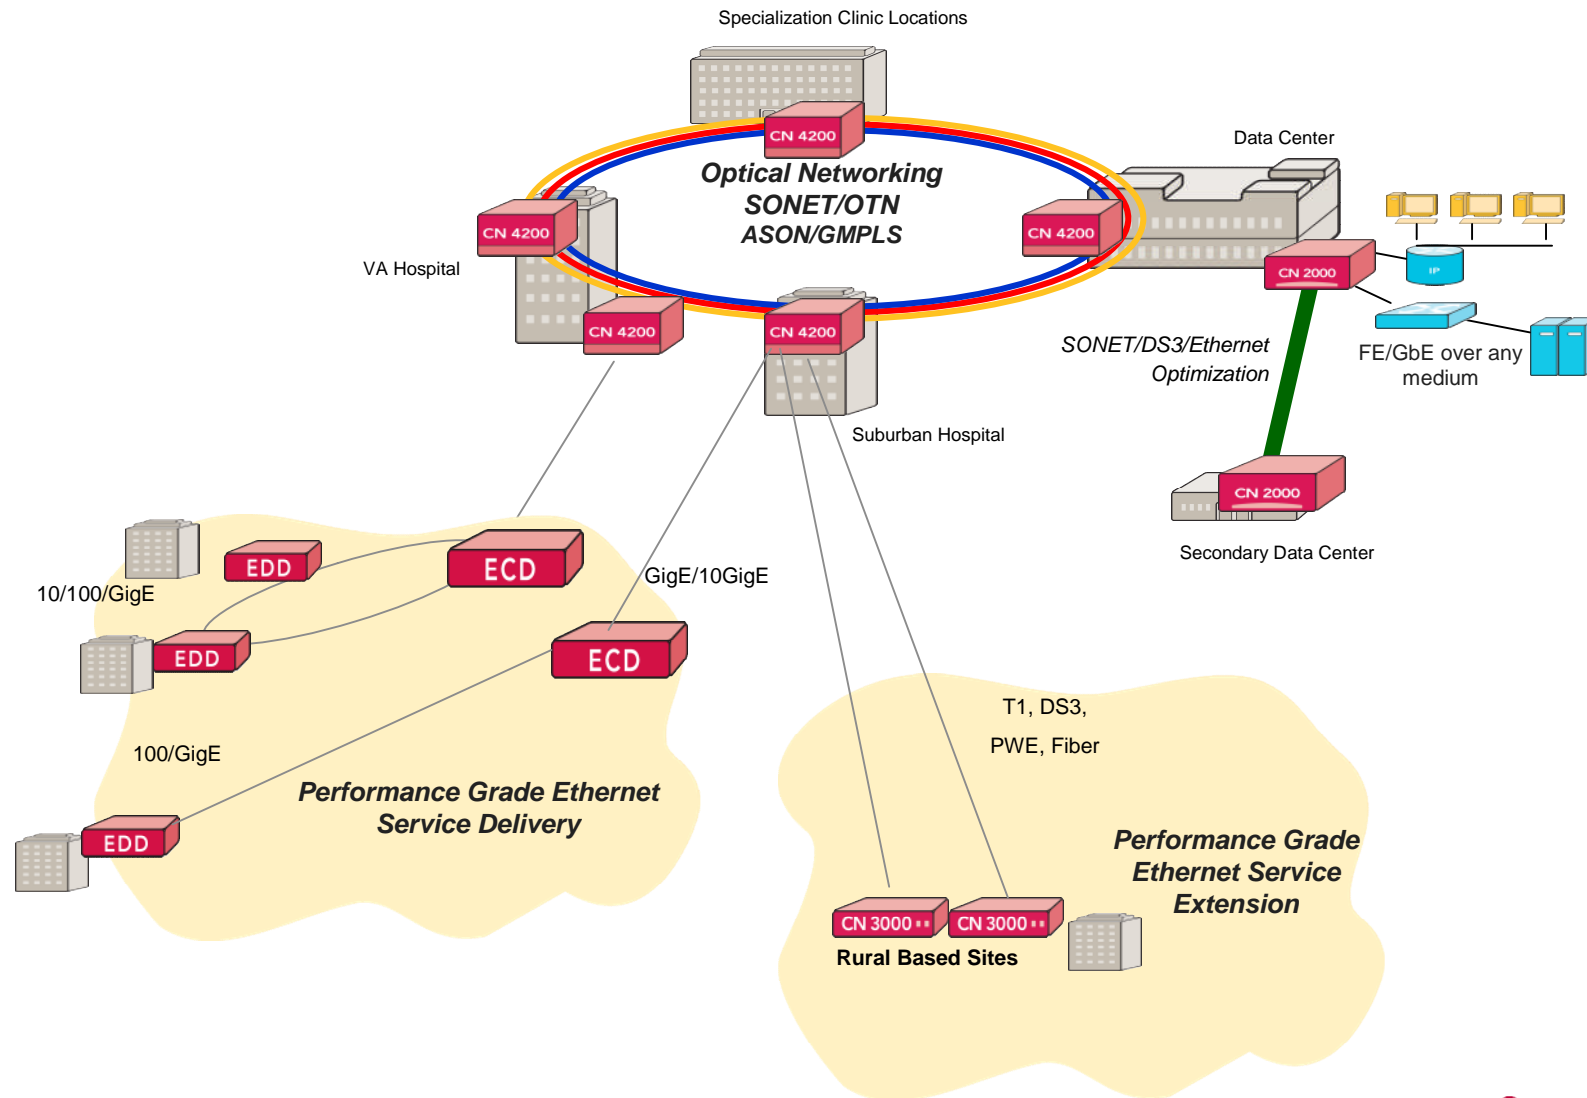 Specialization Clinic Locations
CN 4200
Data Center
Optical Networking
SONET/OTN
ASON/GMPLS
CN 4200
CN 4200
VA Hospital
CN 2000
IP
CN 4200
CN 4200
SONET/DS3/Ethernet
Optimization
FE/GbE over any
medium
Suburban Hospital
CN 2000
Secondary Data Center
EDD
ECD
GigE/10GigE
10/100/GigE
EDD
ECD
T1, DS3,
PWE, Fiber
100/GigE
Performance Grade Ethernet
Service Delivery
EDD
Performance Grade
Ethernet Service
Extension
CN 3000
CN 3000
Rural Based Sites